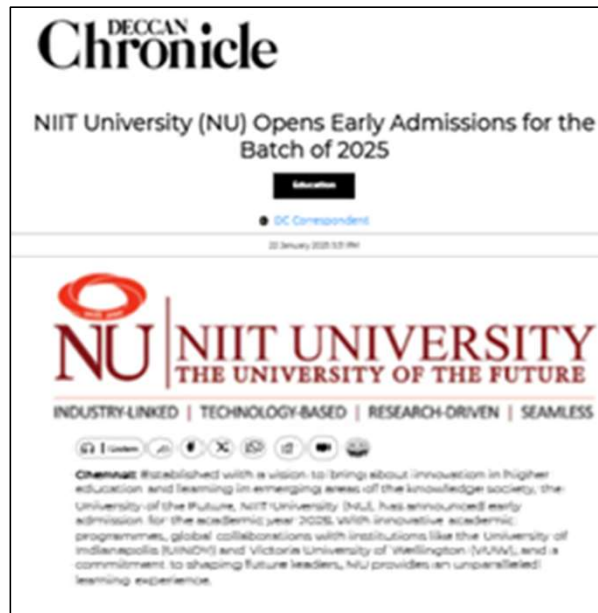 DECCAN
Chronicle
NIIT University (NU) Opens Early Admissions for the
Batch of 2025
Education
DC Correspondent
22 January 2025 5:31 PM
NU NIIT UNIVERSITY
THE UNIVERSITY OF THE FUTURE
INDUSTRY-LINKED | TECHNOLOGY-BASED | RESEARCH-DRIVEN | SEAMLESS
Listen
Chennai: Established with a vision to bring about innovation in higher
education and learning in emerging areas of the knowledge society, the
University of the Future, NIIT University (NU), has announced early
admission for the academic year 2025. With innovative academic
programmes, global collaborations with institutions like the University of
Indianapolis (UINDY) and Victoria University of Wellington (VUW), and a
commitment to shaping future leaders, NU provides an unparalleled
learning experience.